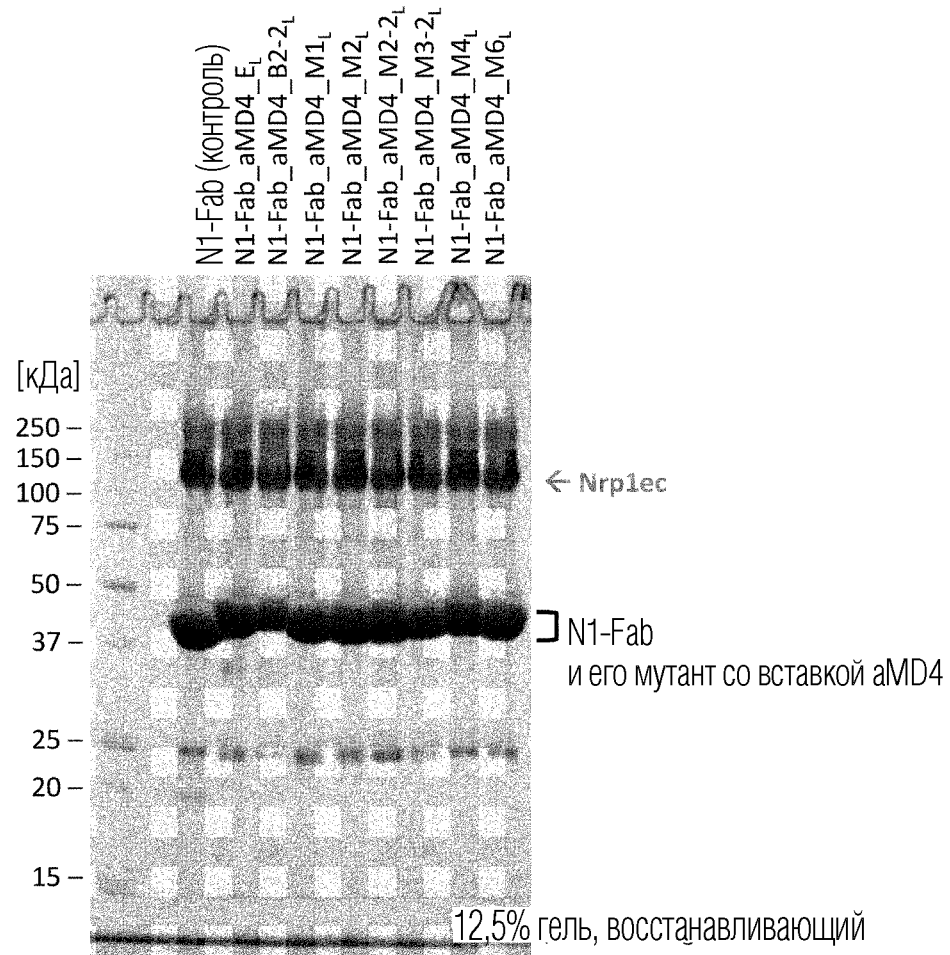 N1-Fab (контроль)
N1-Fab_aMD4_EL
N1-Fab_aMD4_B2-2L
N1-Fab_aMD4_M1L
N1-Fab_aMD4_M2L
N1-Fab_aMD4_M2-2L
N1-Fab_aMD4_M3-2L
N1-Fab_aMD4_M4L
N1-Fab_aMD4_M6L
[кДа]
250 –
150 –
100 –
75 –
50 –
37 –
25 –
20 –
15 –
← Nrp1ec
N1-Fab
и его мутант со вставкой aMD4
12,5% гель, восстанавливающий